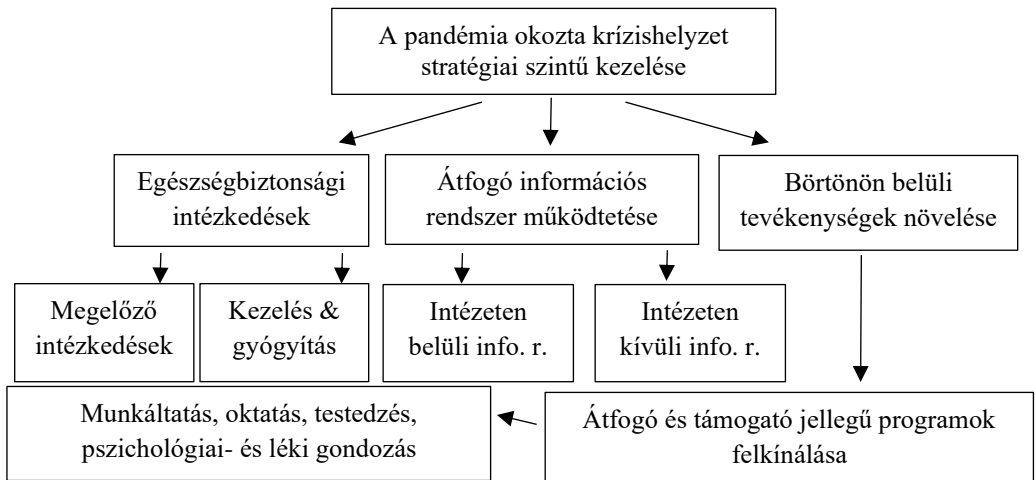 A pandémia okozta krízishelyzet
stratégiai szintű kezelése
Egészségbiztonsági
intézkedések
Átfogó információs
rendszer működtetése
Börtönön belüli
tevékenységek növelése
Megelőző
intézkedések
Kezelés &
gyógyítás
Intézeten
belüli info. r.
Intézeten
kívüli info. r.
Munkáltatás, oktatás, testedzés,
pszichológiai- és léki gondozás
Átfogó és támogató jellegű programok
felkínálása